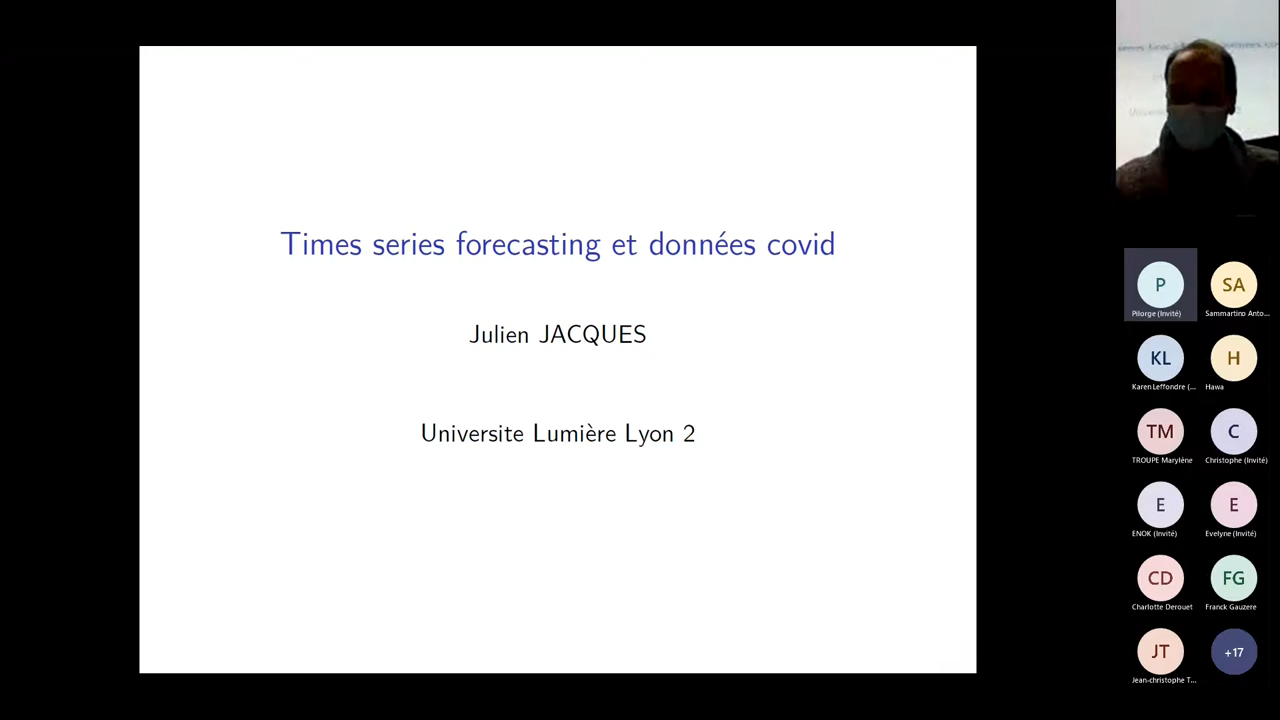 Times series forecasting et données covid
Julien JACQUES
Universite Lumière Lyon 2
P
Pilorge (Invité)
SA
Sammartino Anto...
KL
Karen Leffondre (...
H
Hawa
TM
TROUPE Marylène
C
Christophe (Invité)
E
ENOK (Invité)
E
Evelyne (Invité)
CD
Charlotte Derouet
FG
Franck Gauzere
JT
Jean-christophe T...
+17